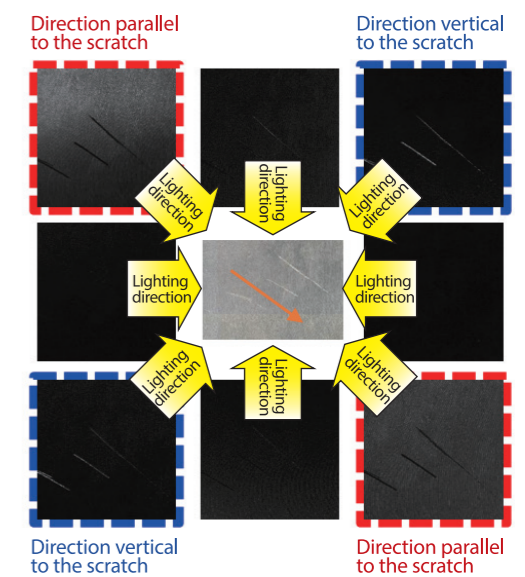 Direction parallel
to the scratch
Direction vertical
to the scratch
Lighting
direction
Lighting
direction
Lighting
direction
Lighting
direction
Lighting
direction
Lighting
direction
Lighting
direction
Lighting
direction
Direction vertical
to the scratch
Direction parallel
to the scratch